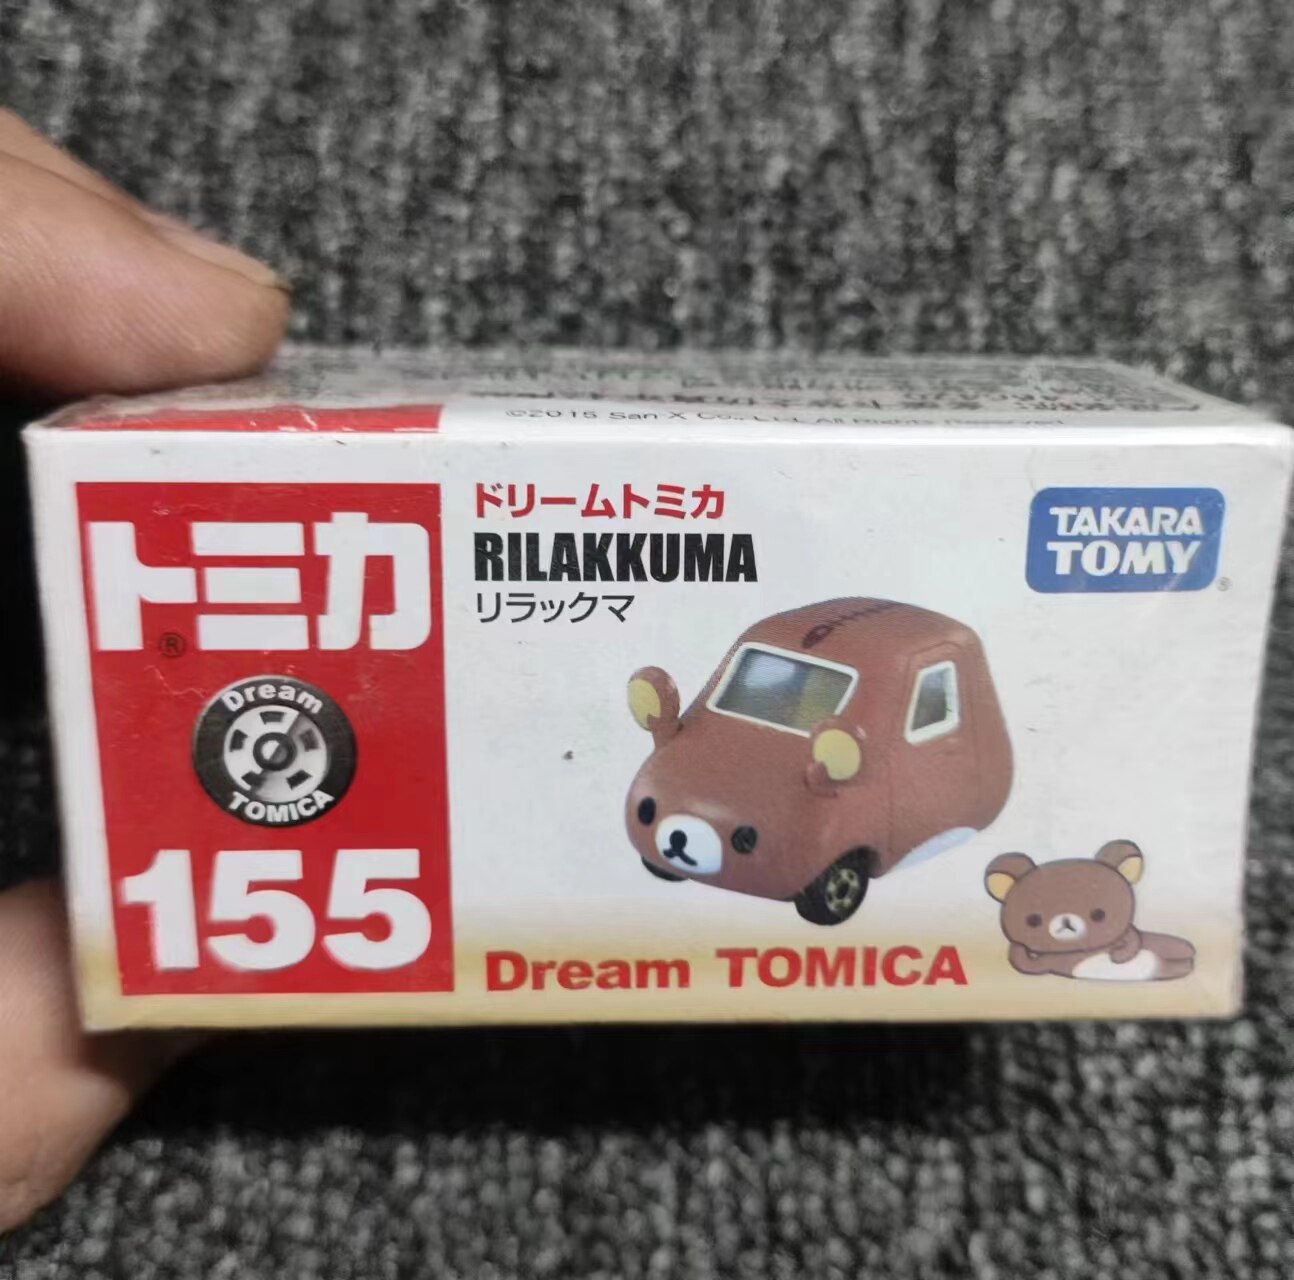 ©2015 San-X Co., Ltd. All Rights Reserved
トミカ
®
Dream
TOMICA
155
ドリームトミカ
RILAKKUMA
リラックマ
TAKARA
TOMY
®
Dream TOMICA